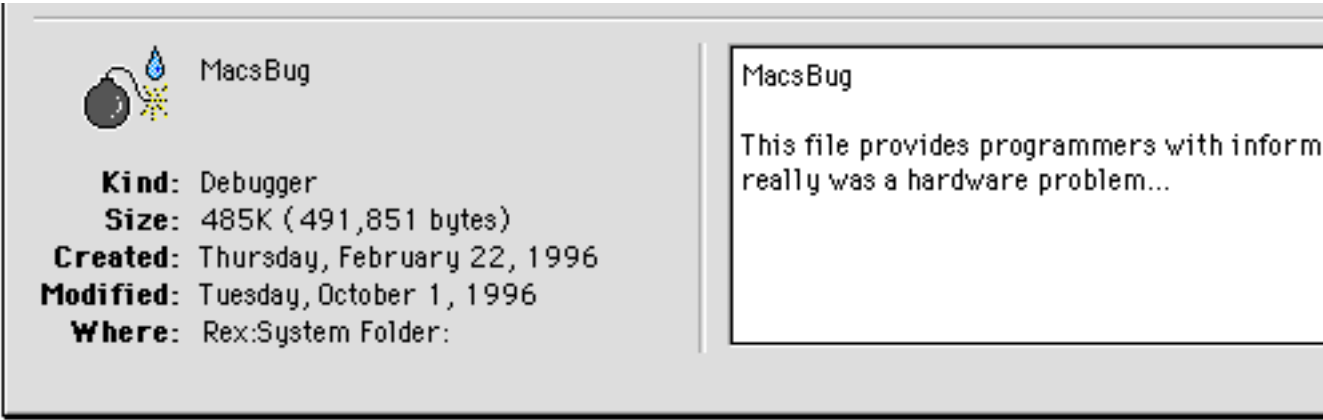 MacsBug
Kind: Debugger
Size: 485K (491,851 bytes)
Created: Thursday, February 22, 1996
Modified: Tuesday, October 1, 1996
Where: Rex:System Folder:
MacsBug
This file provides programmers with inform
really was a hardware problem...